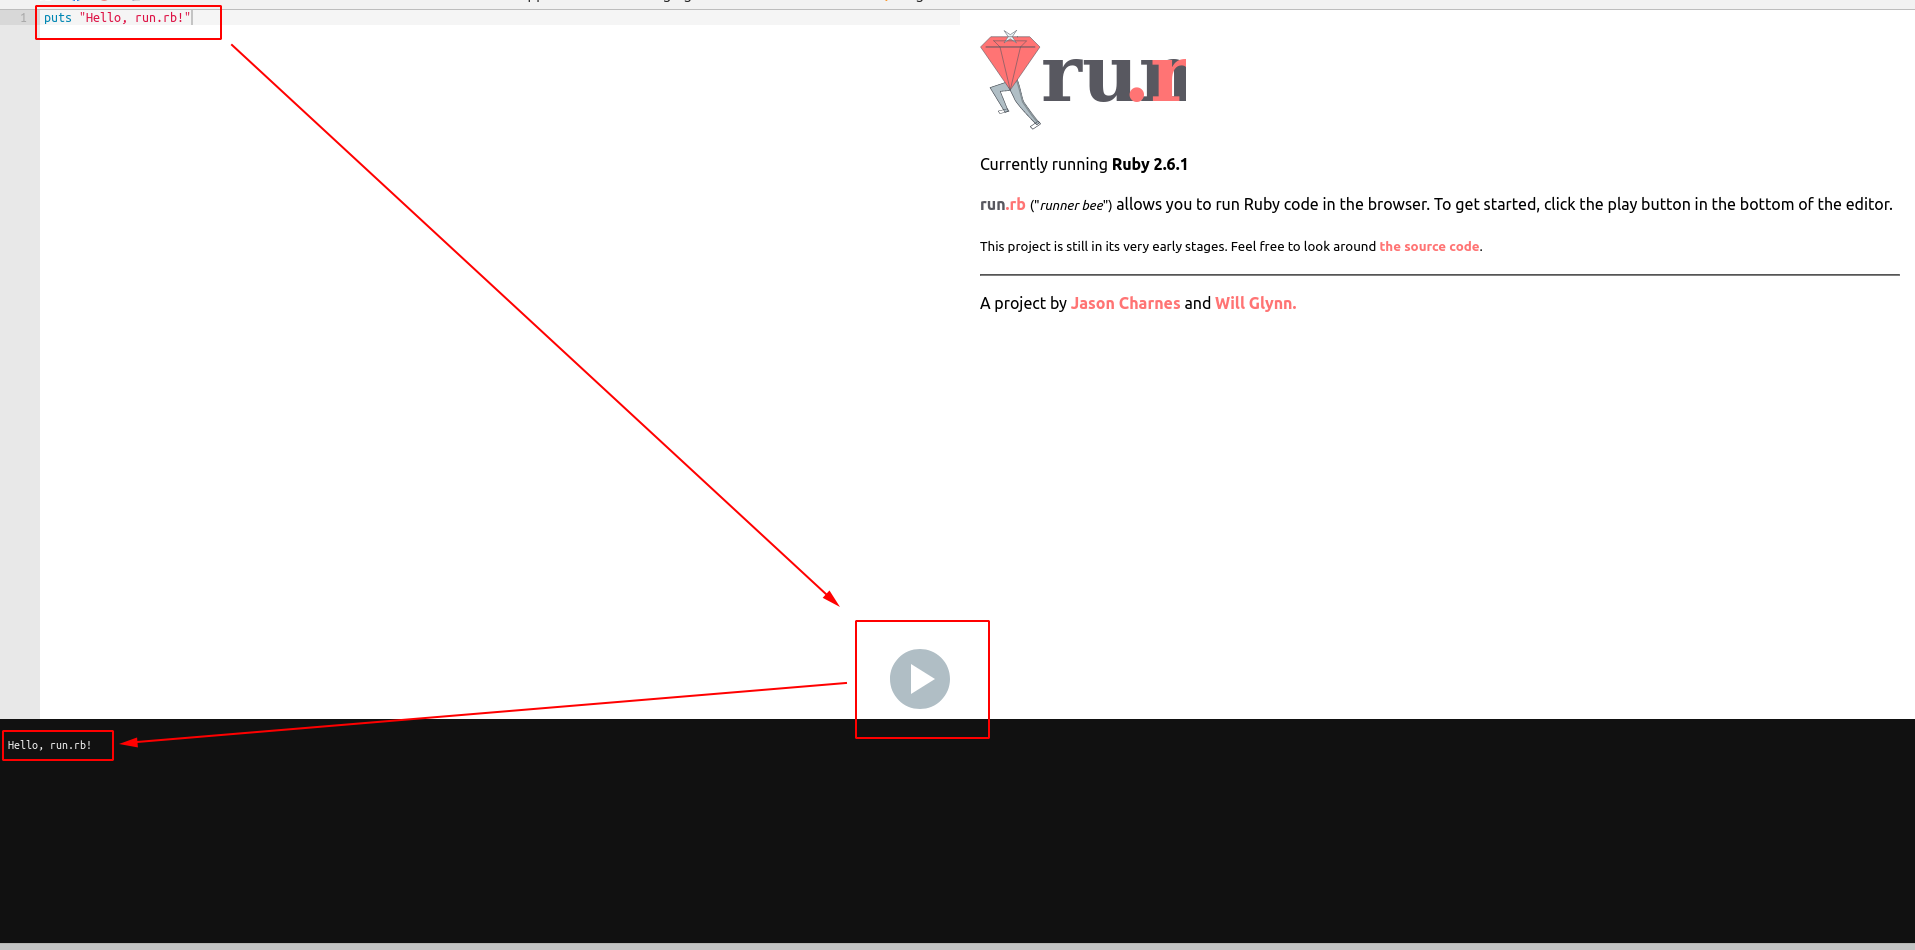 1 puts "Hello, run.rb!"
run.r
Currently running Ruby 2.6.1
run.rb ("runner bee") allows you to run Ruby code in the browser. To get started, click the play button in the bottom of the editor.
This project is still in its very early stages. Feel free to look around the source code.
A project by Jason Charnes and Will Glynn.
Hello, run.rb!